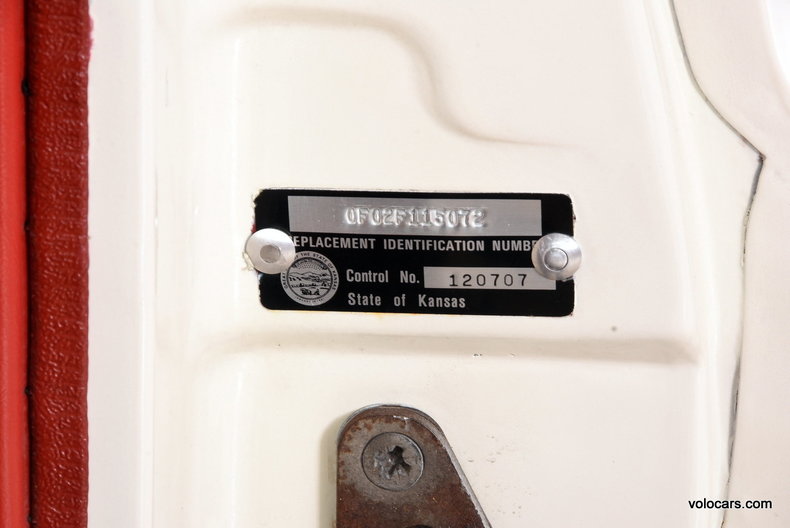 0F02F115072
EPLACEMENT IDENTIFICATION NUMBE
Control No. 120707
State of Kansas
volocars.com